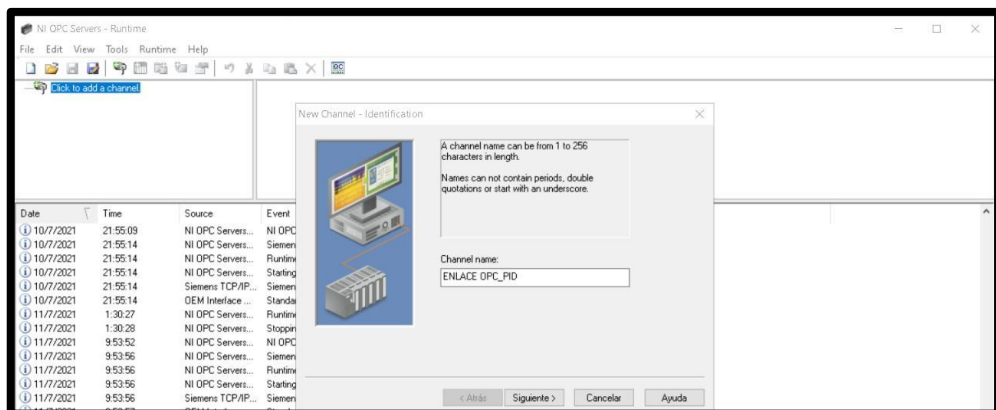 NI OPC Servers - Runtime
File Edit View Tools Runtime Help
Click to add a channel.
New Channel - Identification
A channel name can be from 1 to 256
characters in length.
Names can not contain periods, double
quotations or start with an underscore.
Channel name:
ENLACE OPC_PID
< Atrás Siguiente > Cancelar Ayuda
Date Time Source Event
10/7/2021 21:55:09 NI OPC Servers... NI OPC
10/7/2021 21:55:14 NI OPC Servers... Siemen
10/7/2021 21:55:14 NI OPC Servers... Runtime
10/7/2021 21:55:14 NI OPC Servers... Starting
10/7/2021 21:55:14 Siemens TCP/IP... Siemen
10/7/2021 21:55:14 OEM Interface ... Standa
11/7/2021 1:30:27 NI OPC Servers... Runtime
11/7/2021 1:30:28 NI OPC Servers... Stoppin
11/7/2021 9:53:52 NI OPC Servers... NI OPC
11/7/2021 9:53:56 NI OPC Servers... Siemen
11/7/2021 9:53:56 NI OPC Servers... Runtime
11/7/2021 9:53:56 NI OPC Servers... Starting
11/7/2021 9:53:56 Siemens TCP/IP... Siemen